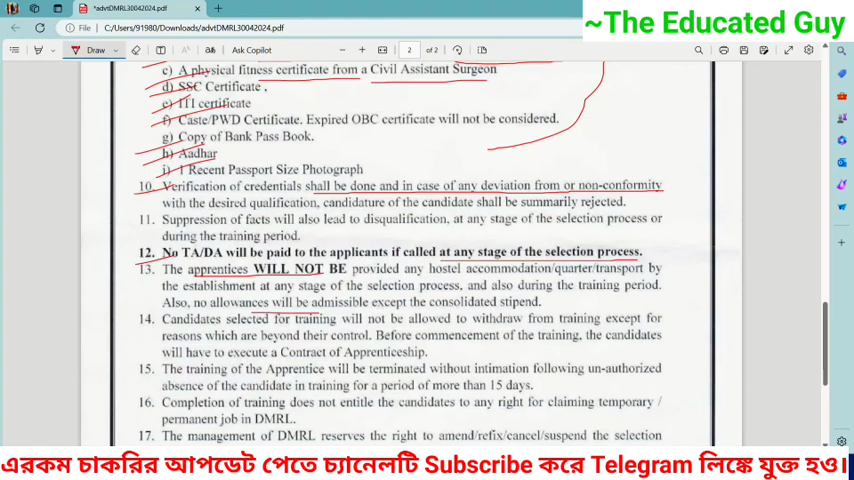 *advtDMRL30042024.pdf
~The Educated Guy
File
C:/Users/91980/Downloads/advtDMRL30042024.pdf
Draw
Ask Copilot
2
of 2
c) A physical fitness certificate from a Civil Assistant Surgeon
d) SSC Certificate .
e) ITI certificate
f) Caste/PWD Certificate. Expired OBC certificate will not be considered.
g) Copy of Bank Pass Book.
h) Aadhar
i) 1 Recent Passport Size Photograph
10. Verification of credentials shall be done and in case of any deviation from or non-conformity
with the desired qualification, candidature of the candidate shall be summarily rejected.
11. Suppression of facts will also lead to disqualification, at any stage of the selection process or
during the training period.
12. No TA/DA will be paid to the applicants if called at any stage of the selection process.
13. The apprentices WILL NOT BE provided any hostel accommodation/quarter/transport by
the establishment at any stage of the selection process, and also during the training period.
Also, no allowances will be admissible except the consolidated stipend.
14. Candidates selected for training will not be allowed to withdraw from training except for
reasons which are beyond their control. Before commencement of the training, the candidates
will have to execute a Contract of Apprenticeship.
15. The training of the Apprentice will be terminated without intimation following un-authorized
absence of the candidate in training for a period of more than 15 days.
16. Completion of training does not entitle the candidates to any right for claiming temporary /
permanent job in DMRL.
17. The management of DMRL reserves the right to amend/refix/cancel/suspend the selection
এরকম চাকরির আপডেট পেতে চ্যানেলটি Subscribe করে Telegram লিঙ্কে যুক্ত হও।